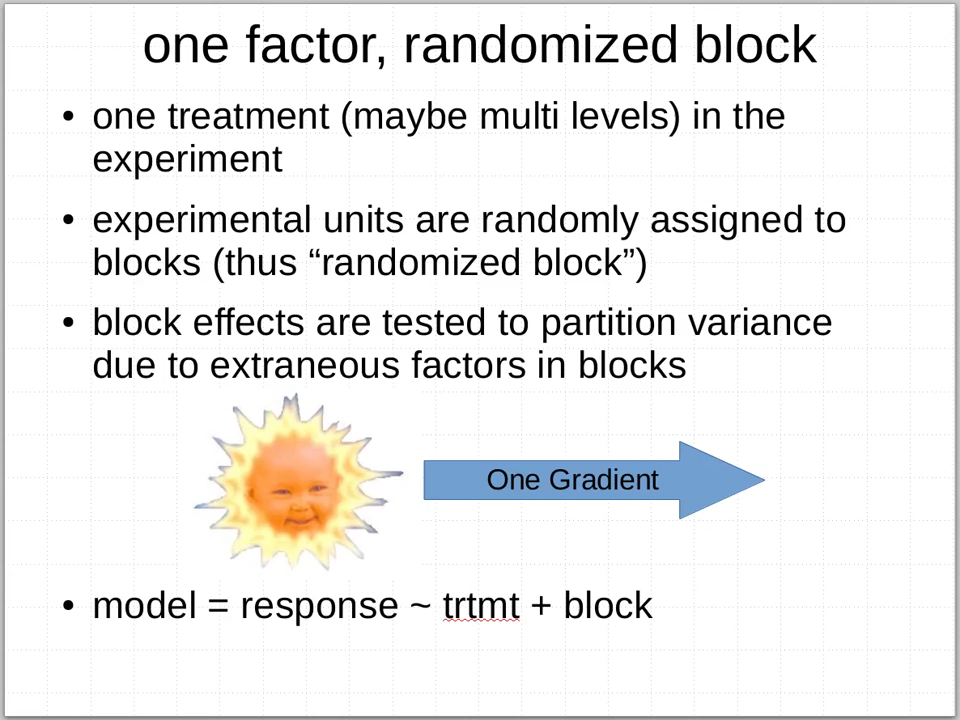 one factor, randomized block
• one treatment (maybe multi levels) in the
experiment
• experimental units are randomly assigned to
blocks (thus “randomized block”)
• block effects are tested to partition variance
due to extraneous factors in blocks
One Gradient
• model = response ~ trtmt + block